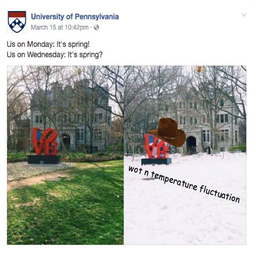 University of Pennsylvania
March 15 at 10:42pm ·
Us on Monday: It's spring!
Us on Wednesday: It's spring?
LOVE
wot n temperature fluctuation